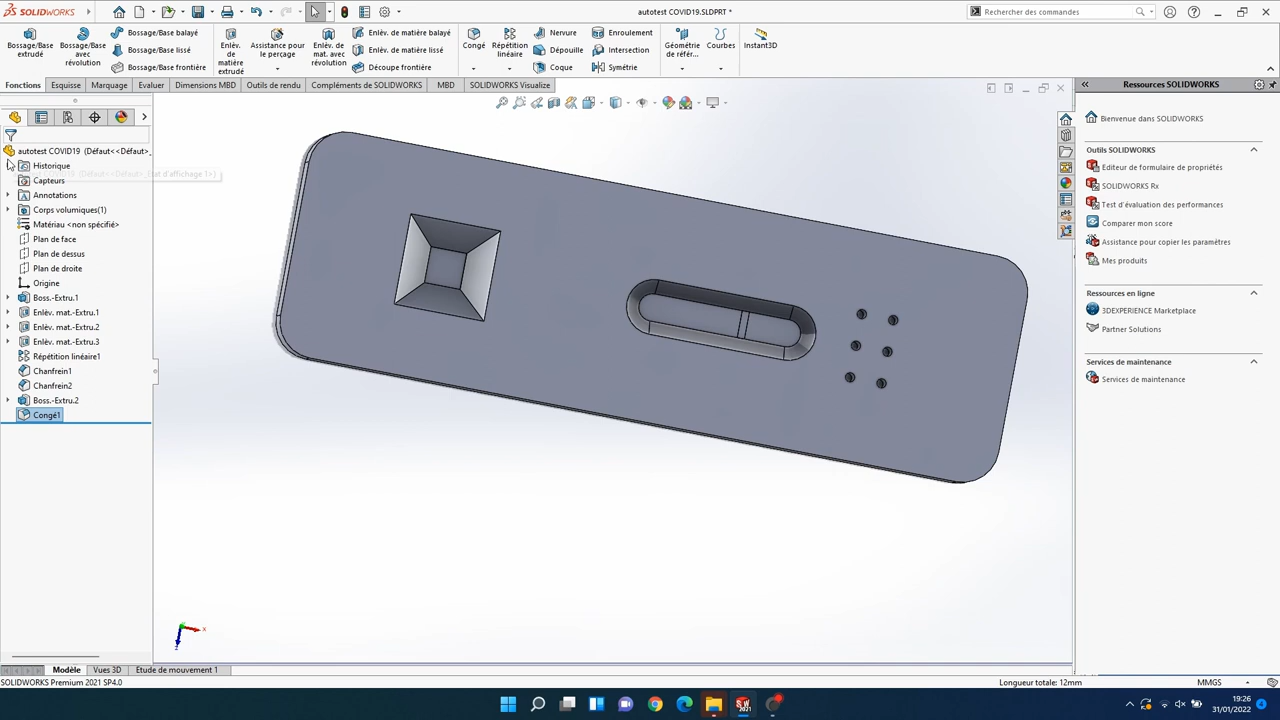 SOLIDWORKS
autotest COVID19.SLDPRT *
Rechercher des commandes
Bossage/Base extrudé
Bossage/Base avec révolution
Bossage/Base balayé
Bossage/Base lissé
Bossage/Base frontière
Enlèv. de matière extrudé
Assistance pour le perçage
Enlèv. de mat. avec révolution
Enlèv. de matière balayé
Enlèv. de matière lissé
Découpe frontière
Congé
Répétition linéaire
Nervure
Dépouille
Coque
Enroulement
Intersection
Symétrie
Géométrie de référ...
Courbes
Instant3D
Fonctions
Esquisse
Marquage
Evaluer
Dimensions MBD
Outils de rendu
Compléments de SOLIDWORKS
MBD
SOLIDWORKS Visualize
autotest COVID19 (Défaut<<Défaut>_
Historique
Capteurs
Annotations
Corps volumiques(1)
Matériau <non spécifié>
Plan de face
Plan de dessus
Plan de droite
Origine
Boss.-Extru.1
Enlèv. mat.-Extru.1
Enlèv. mat.-Extru.2
Enlèv. mat.-Extru.3
Répétition linéaire1
Chanfrein1
Chanfrein2
Boss.-Extru.2
Congé1
x
Ressources SOLIDWORKS
Bienvenue dans SOLIDWORKS
Outils SOLIDWORKS
Editeur de formulaire de propriétés
SOLIDWORKS Rx
Test d'évaluation des performances
Comparer mon score
Assistance pour copier les paramètres
Mes produits
Ressources en ligne
3DEXPERIENCE Marketplace
Partner Solutions
Services de maintenance
Services de maintenance
Modèle
Vues 3D
Etude de mouvement 1
SOLIDWORKS Premium 2021 SP4.0
Longueur totale: 12mm
MMGS
19:26
31/01/2022